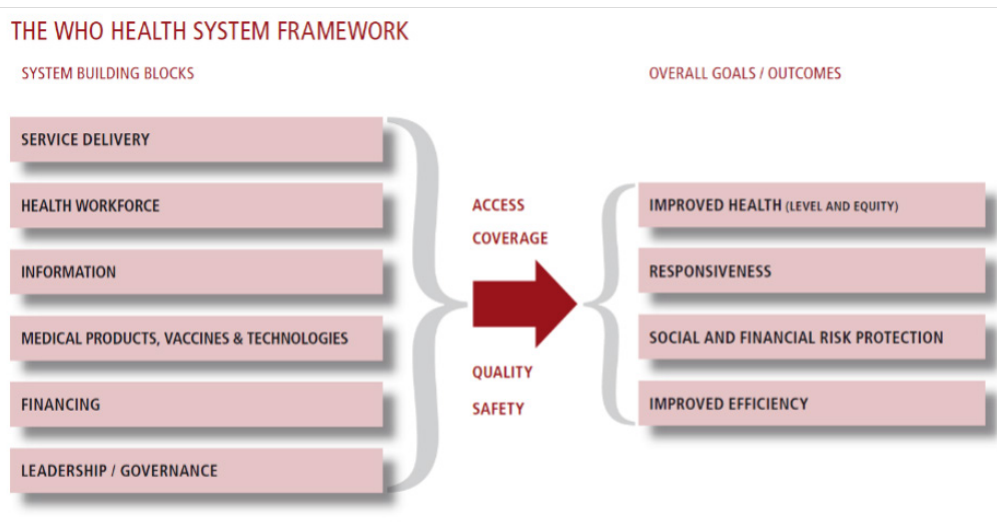 THE WHO HEALTH SYSTEM FRAMEWORK
SYSTEM BUILDING BLOCKS
OVERALL GOALS / OUTCOMES
SERVICE DELIVERY
HEALTH WORKFORCE
INFORMATION
MEDICAL PRODUCTS, VACCINES & TECHNOLOGIES
FINANCING
LEADERSHIP / GOVERNANCE
ACCESS
COVERAGE
QUALITY
SAFETY
IMPROVED HEALTH (LEVEL AND EQUITY)
RESPONSIVENESS
SOCIAL AND FINANCIAL RISK PROTECTION
IMPROVED EFFICIENCY